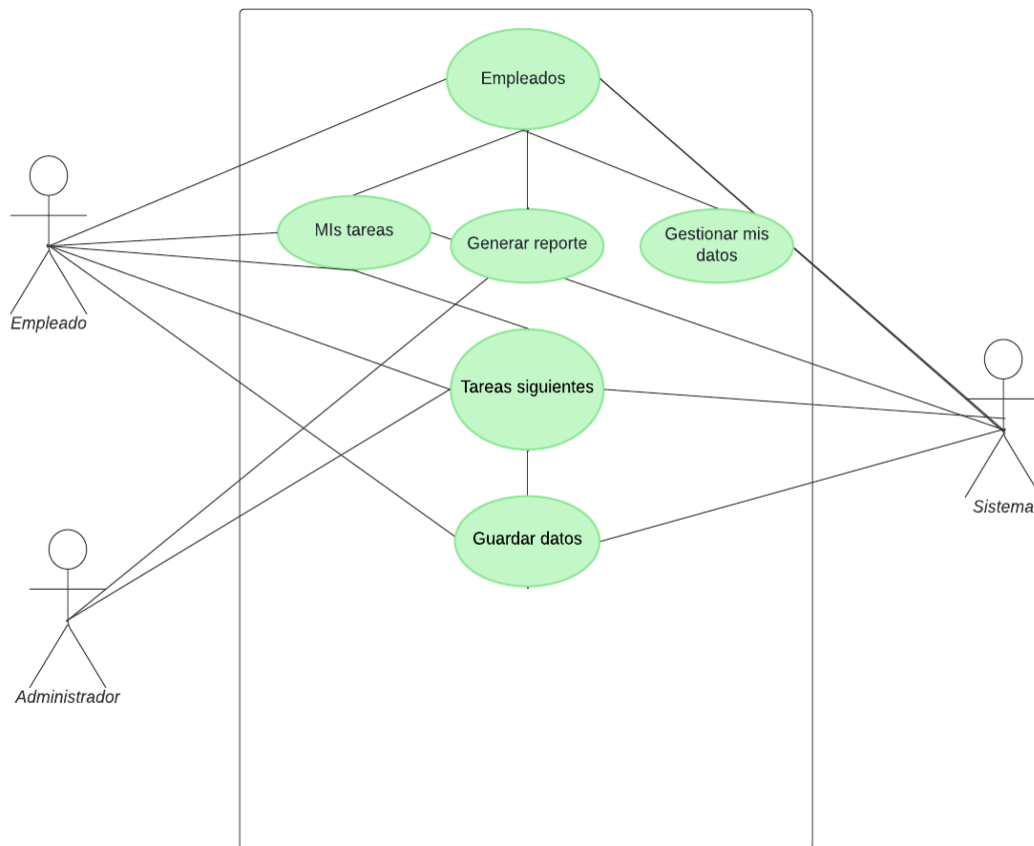 Empleados
MIs tareas
Generar reporte
Gestionar mis
datos
Empleado
Tareas siguientes
Sistema
Guardar datos
Administrador